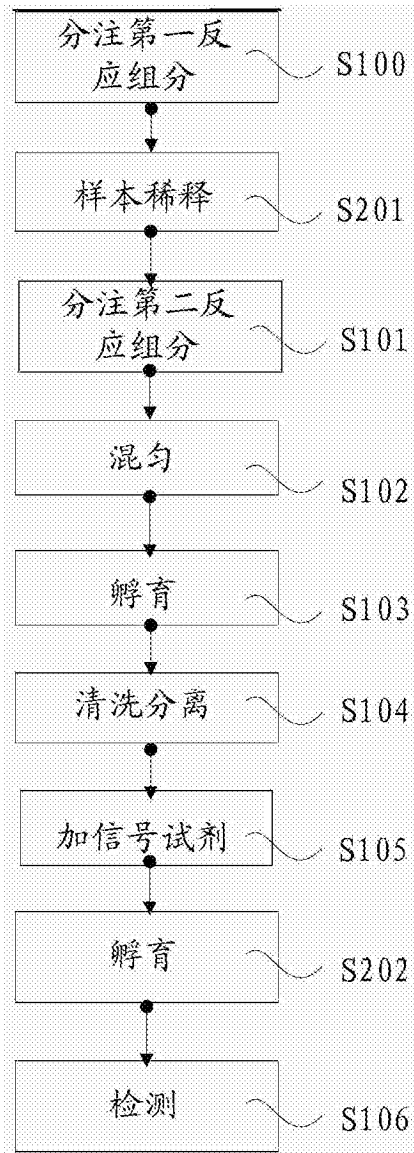 分注第一反
应组分
S100
样本稀释
S201
分注第二反
应组分
S101
混匀
S102
孵育
S103
清洗分离
S104
加信号试剂
S105
孵育
S202
检测
S106